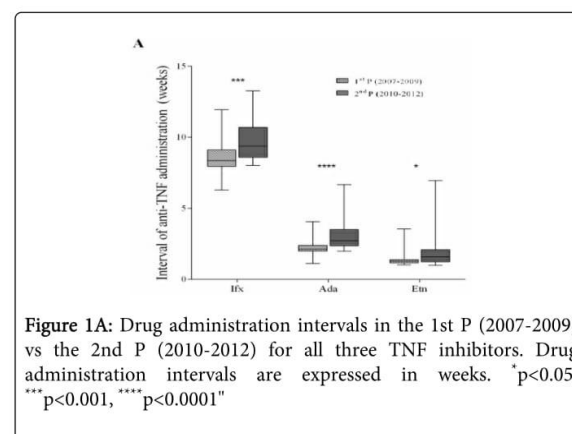 A
***
1st P (2007-2009)
2nd P (2010-2012)
15
10
5
0
****
*
Interval of anti-TNF administration (weeks)
Ifx Ada Etn
Figure 1A: Drug administration intervals in the 1st P (2007-2009
vs the 2nd P (2010-2012) for all three TNF inhibitors. Drug
administration intervals are expressed in weeks. *p<0.05
***p<0.001, ****p<0.0001"